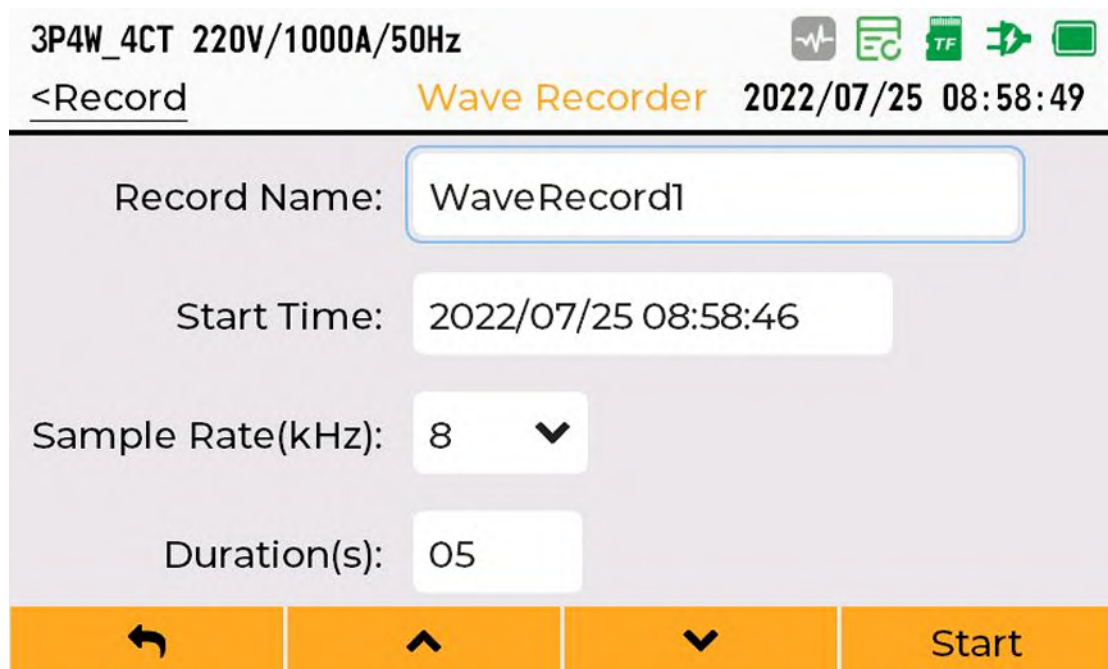 3P4W_4CT 220V/1000A/50Hz TF
<Record Wave Recorder 2022/07/25 08:58:49
Record Name: WaveRecord1
Start Time: 2022/07/25 08:58:46
Sample Rate(kHz): 8
Duration(s): 05
Start